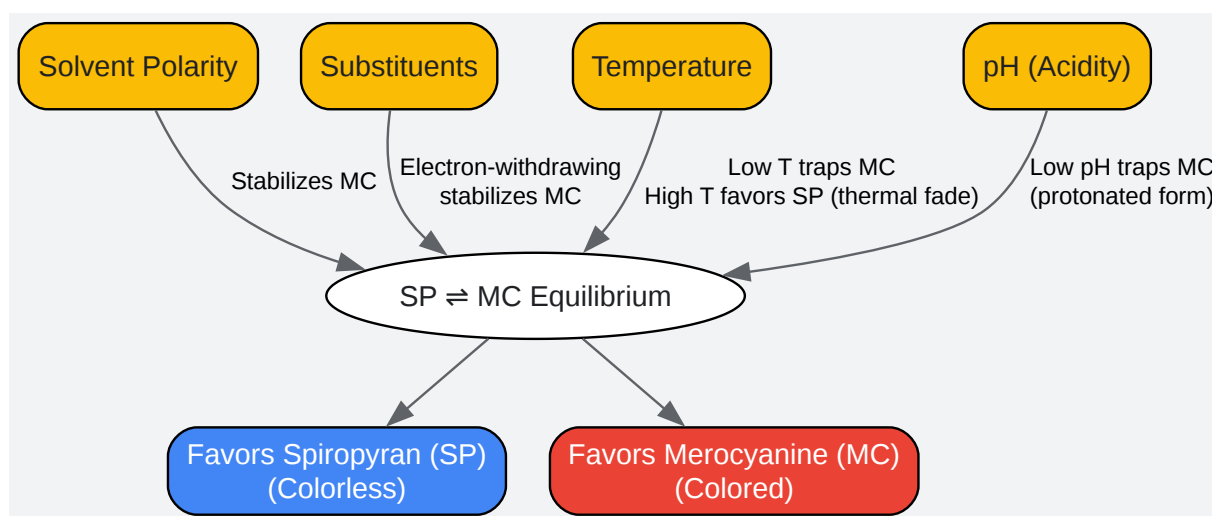 Solvent Polarity
Substituents
Temperature
pH (Acidity)
Stabilizes MC
Electron-withdrawing
stabilizes MC
Low T traps MC
High T favors SP (thermal fade)
Low pH traps MC
(protonated form)
SP ⇌ MC Equilibrium
Favors Spiropyran (SP)
(Colorless)
Favors Merocyanine (MC)
(Colored)